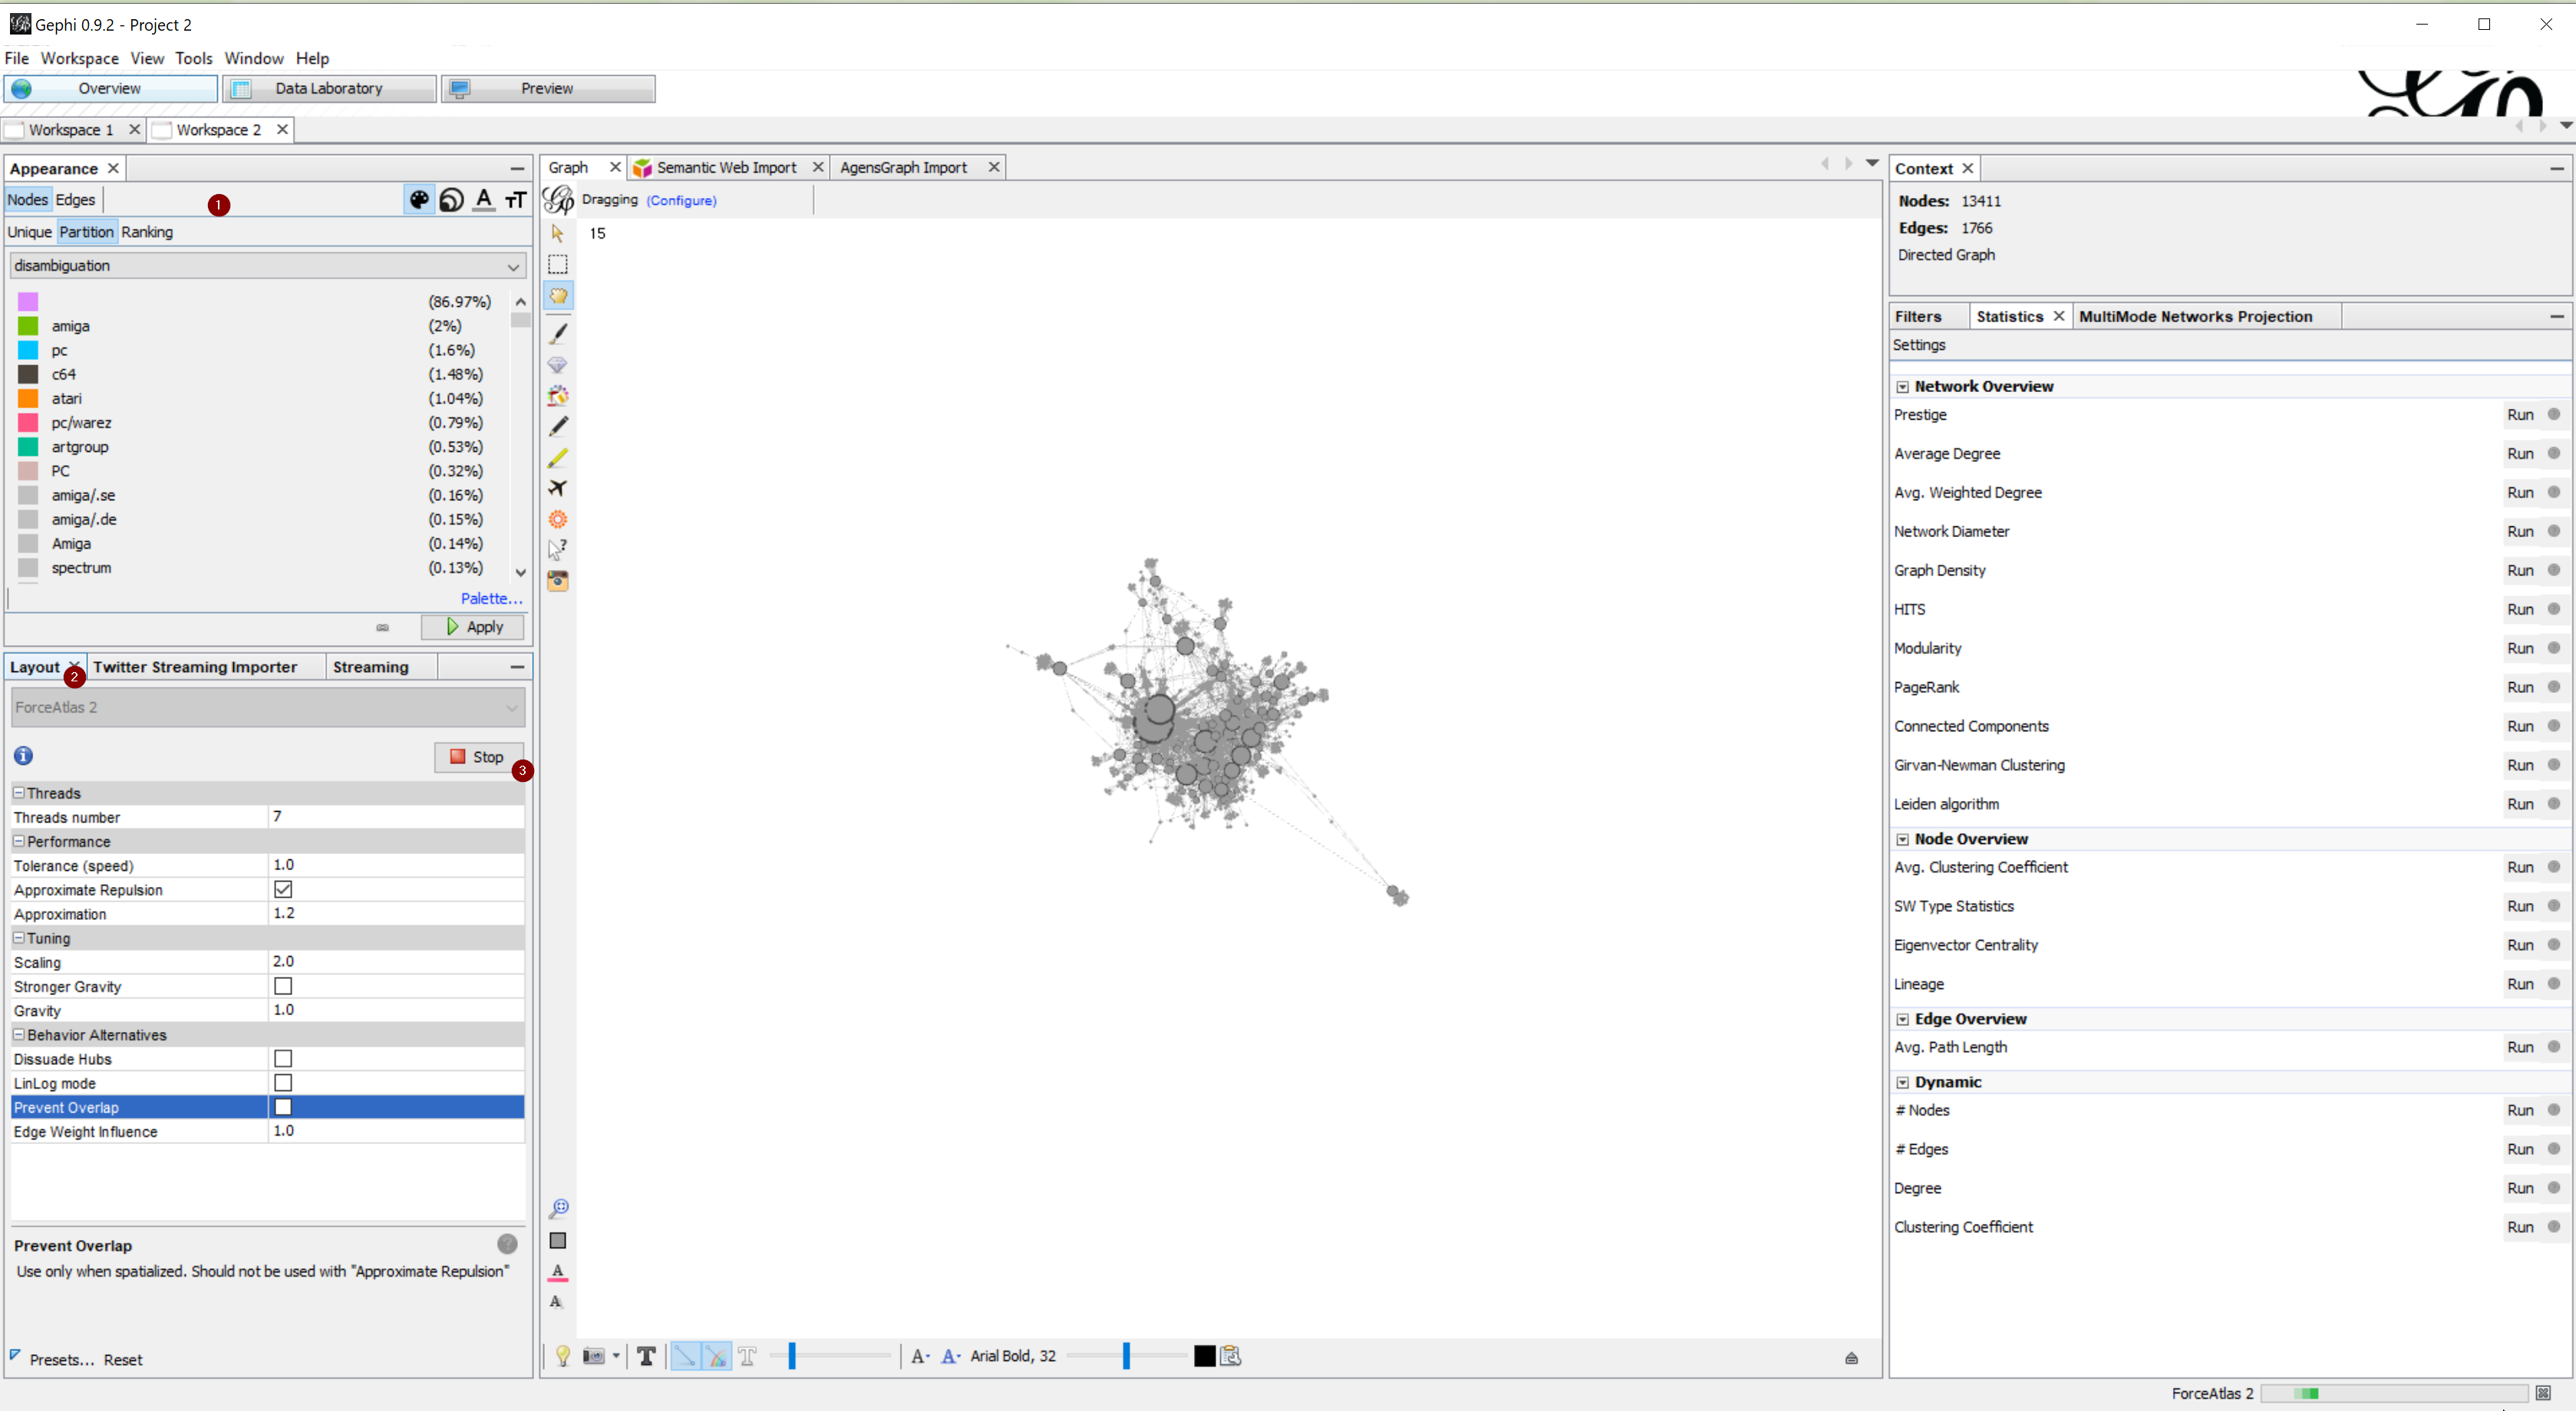 Gephi 0.9.2 - Project 2
File Workspace View Tools Window Help
Overview Data Laboratory Preview
Workspace 1 Workspace 2
Appearance
Nodes Edges
1
Unique Partition Ranking
disambiguation
(86.97%)
amiga (2%)
pc (1.6%)
c64 (1.48%)
atari (1.04%)
pc/warez (0.79%)
artgroup (0.53%)
PC (0.32%)
amiga/.se (0.16%)
amiga/.de (0.15%)
Amiga (0.14%)
spectrum (0.13%)
Palette...
Apply
Layout Twitter Streaming Importer Streaming
2
ForceAtlas 2
Stop
3
Threads
Threads number 7
Performance
Tolerance (speed) 1.0
Approximate Repulsion
Approximation 1.2
Tuning
Scaling 2.0
Stronger Gravity
Gravity 1.0
Behavior Alternatives
Dissuade Hubs
LinLog mode
Prevent Overlap
Edge Weight Influence 1.0
Prevent Overlap
Use only when spatialized. Should not be used with "Approximate Repulsion"
Presets... Reset
Graph Semantic Web Import AgensGraph Import
Dragging (Configure)
15
Arial Bold, 32
Context
Nodes: 13411
Edges: 1766
Directed Graph
Filters Statistics MultiMode Networks Projection
Settings
Network Overview
Prestige Run
Average Degree Run
Avg. Weighted Degree Run
Network Diameter Run
Graph Density Run
HITS Run
Modularity Run
PageRank Run
Connected Components Run
Girvan-Newman Clustering Run
Leiden algorithm Run
Node Overview
Avg. Clustering Coefficient Run
SW Type Statistics Run
Eigenvector Centrality Run
Lineage Run
Edge Overview
Avg. Path Length Run
Dynamic
# Nodes Run
# Edges Run
Degree Run
Clustering Coefficient Run
ForceAtlas 2